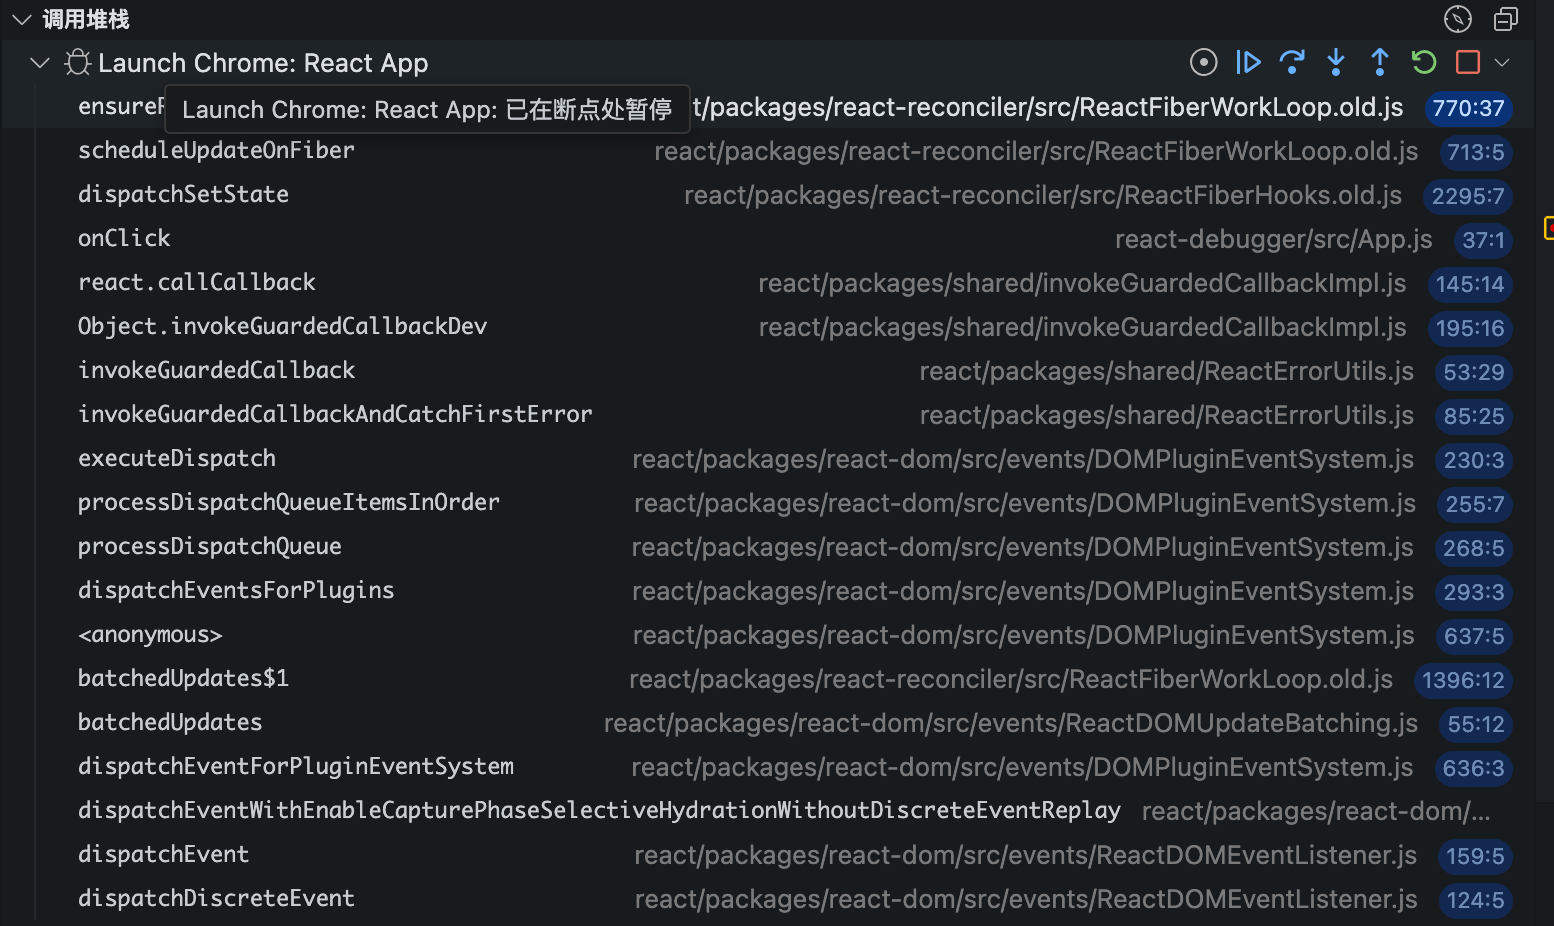 调用堆栈
Launch Chrome: React App
ensureR t/packages/react-reconciler/src/ReactFiberWorkLoop.old.js 770:37
Launch Chrome: React App: 已在断点处暂停
scheduleUpdateOnFiber react/packages/react-reconciler/src/ReactFiberWorkLoop.old.js 713:5
dispatchSetState react/packages/react-reconciler/src/ReactFiberHooks.old.js 2295:7
onClick react-debugger/src/App.js 37:1
react.callCallback react/packages/shared/invokeGuardedCallbackImpl.js 145:14
Object.invokeGuardedCallbackDev react/packages/shared/invokeGuardedCallbackImpl.js 195:16
invokeGuardedCallback react/packages/shared/ReactErrorUtils.js 53:29
invokeGuardedCallbackAndCatchFirstError react/packages/shared/ReactErrorUtils.js 85:25
executeDispatch react/packages/react-dom/src/events/DOMPluginEventSystem.js 230:3
processDispatchQueueItemsInOrder react/packages/react-dom/src/events/DOMPluginEventSystem.js 255:7
processDispatchQueue react/packages/react-dom/src/events/DOMPluginEventSystem.js 268:5
dispatchEventsForPlugins react/packages/react-dom/src/events/DOMPluginEventSystem.js 293:3
<anonymous> react/packages/react-dom/src/events/DOMPluginEventSystem.js 637:5
batchedUpdates$1 react/packages/react-reconciler/src/ReactFiberWorkLoop.old.js 1396:12
batchedUpdates react/packages/react-dom/src/events/ReactDOMUpdateBatching.js 55:12
dispatchEventForPluginEventSystem react/packages/react-dom/src/events/DOMPluginEventSystem.js 636:3
dispatchEventWithEnableCapturePhaseSelectiveHydrationWithoutDiscreteEventReplay react/packages/react-dom/...
dispatchEvent react/packages/react-dom/src/events/ReactDOMEventListener.js 159:5
dispatchDiscreteEvent react/packages/react-dom/src/events/ReactDOMEventListener.js 124:5